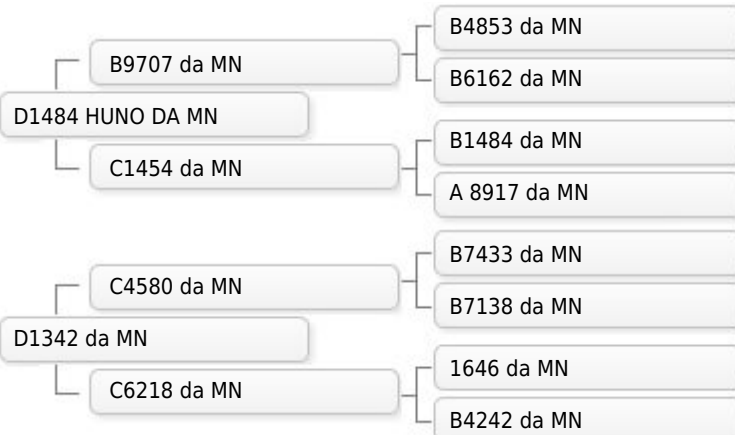 B4853 da MN
B9707 da MN
B6162 da MN
D1484 HUNO DA MN
B1484 da MN
C1454 da MN
A 8917 da MN
B7433 da MN
C4580 da MN
B7138 da MN
D1342 da MN
1646 da MN
C6218 da MN
B4242 da MN